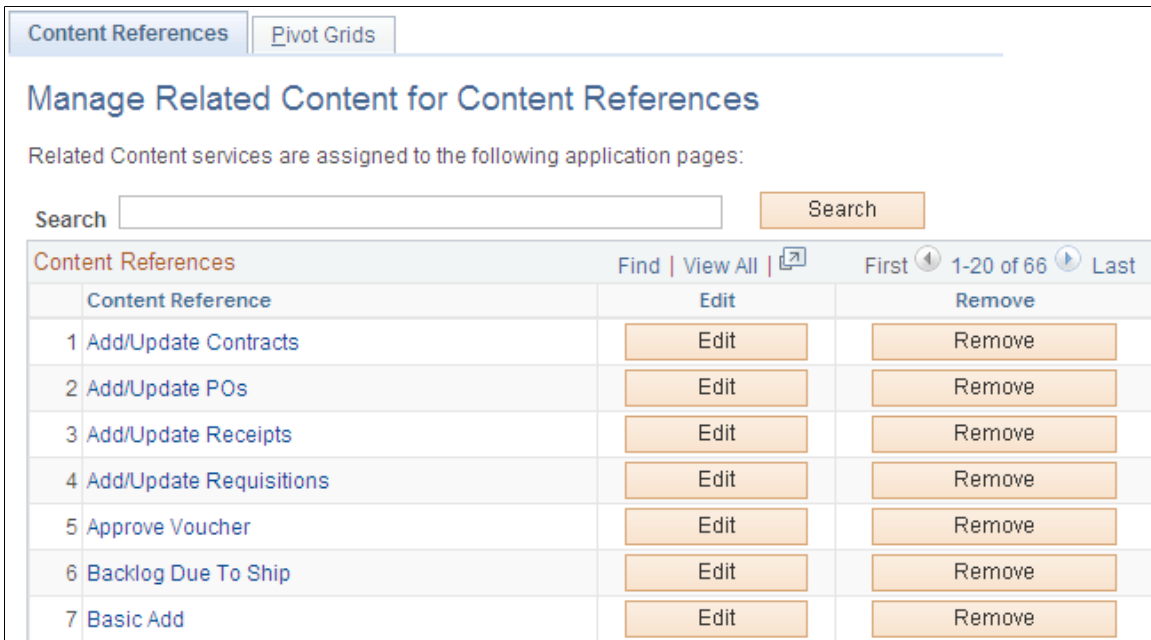 Content References Pivot Grids
Manage Related Content for Content References
Related Content services are assigned to the following application pages:
Search Search
Content References Find | View All | First 1-20 of 66 Last
Content Reference Edit Remove
1 Add/Update Contracts Edit Remove
2 Add/Update POs Edit Remove
3 Add/Update Receipts Edit Remove
4 Add/Update Requisitions Edit Remove
5 Approve Voucher Edit Remove
6 Backlog Due To Ship Edit Remove
7 Basic Add Edit Remove